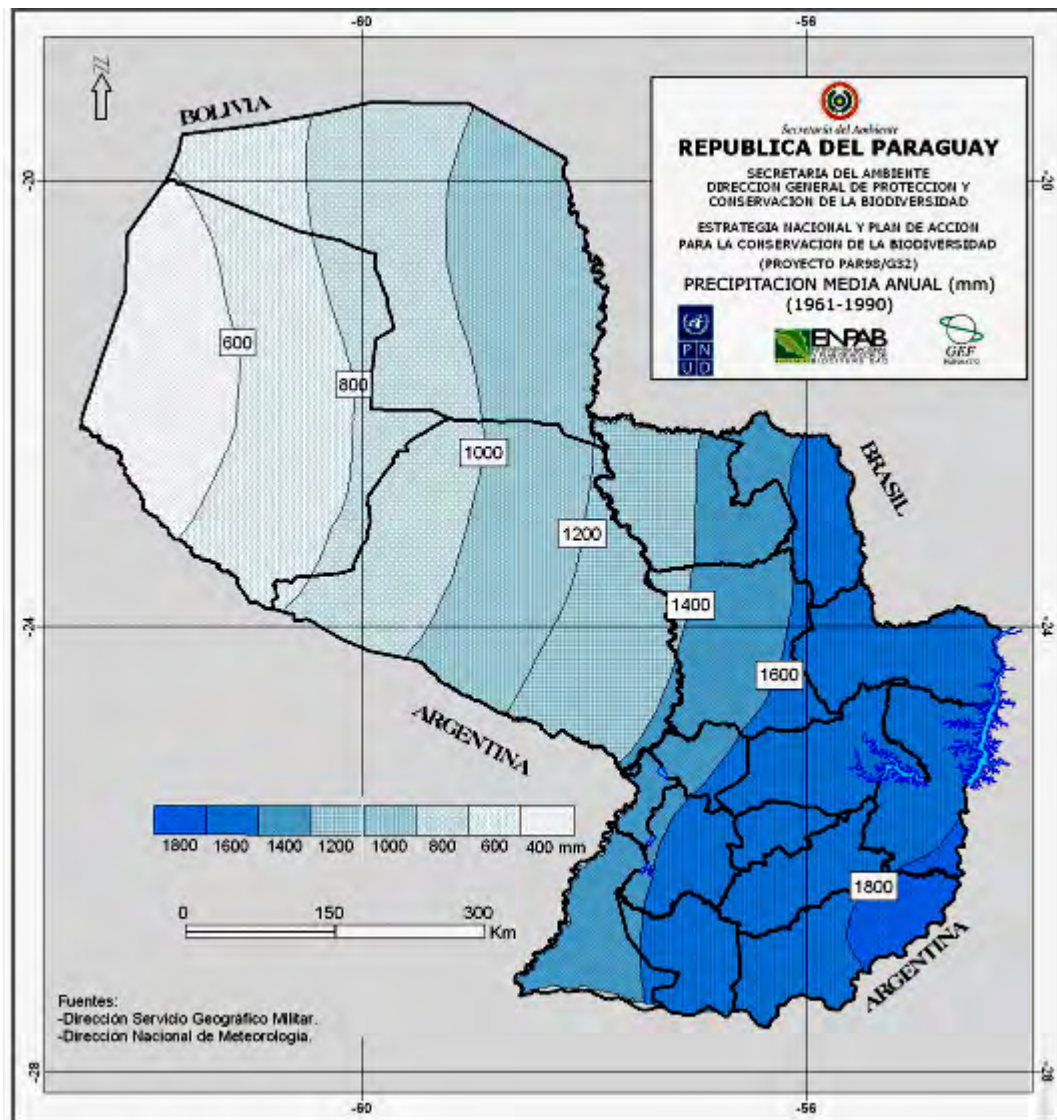 -60
-56
N
BOLIVIA
Secretaría del Ambiente
REPUBLICA DEL PARAGUAY
SECRETARIA DEL AMBIENTE
DIRECCION GENERAL DE PROTECCION Y
CONSERVACION DE LA BIODIVERSIDAD
ESTRATEGIA NACIONAL Y PLAN DE ACCION
PARA LA CONSERVACION DE LA BIODIVERSIDAD
(PROYECTO PAR98/G32)
PRECIPITACION MEDIA ANUAL (mm)
(1961-1990)
P N
U D
ENPAB
GEF
-20
-20
600
800
1000
BRASIL
1200
1400
-24
-24
1600
ARGENTINA
1800 1600 1400 1200 1000 800 600 400 mm
1800
0 150 300
Km
ARGENTINA
Fuentes:
-Dirección Servicio Geográfico Militar.
-Dirección Nacional de Meteorología.
-28
-28
-60
-56